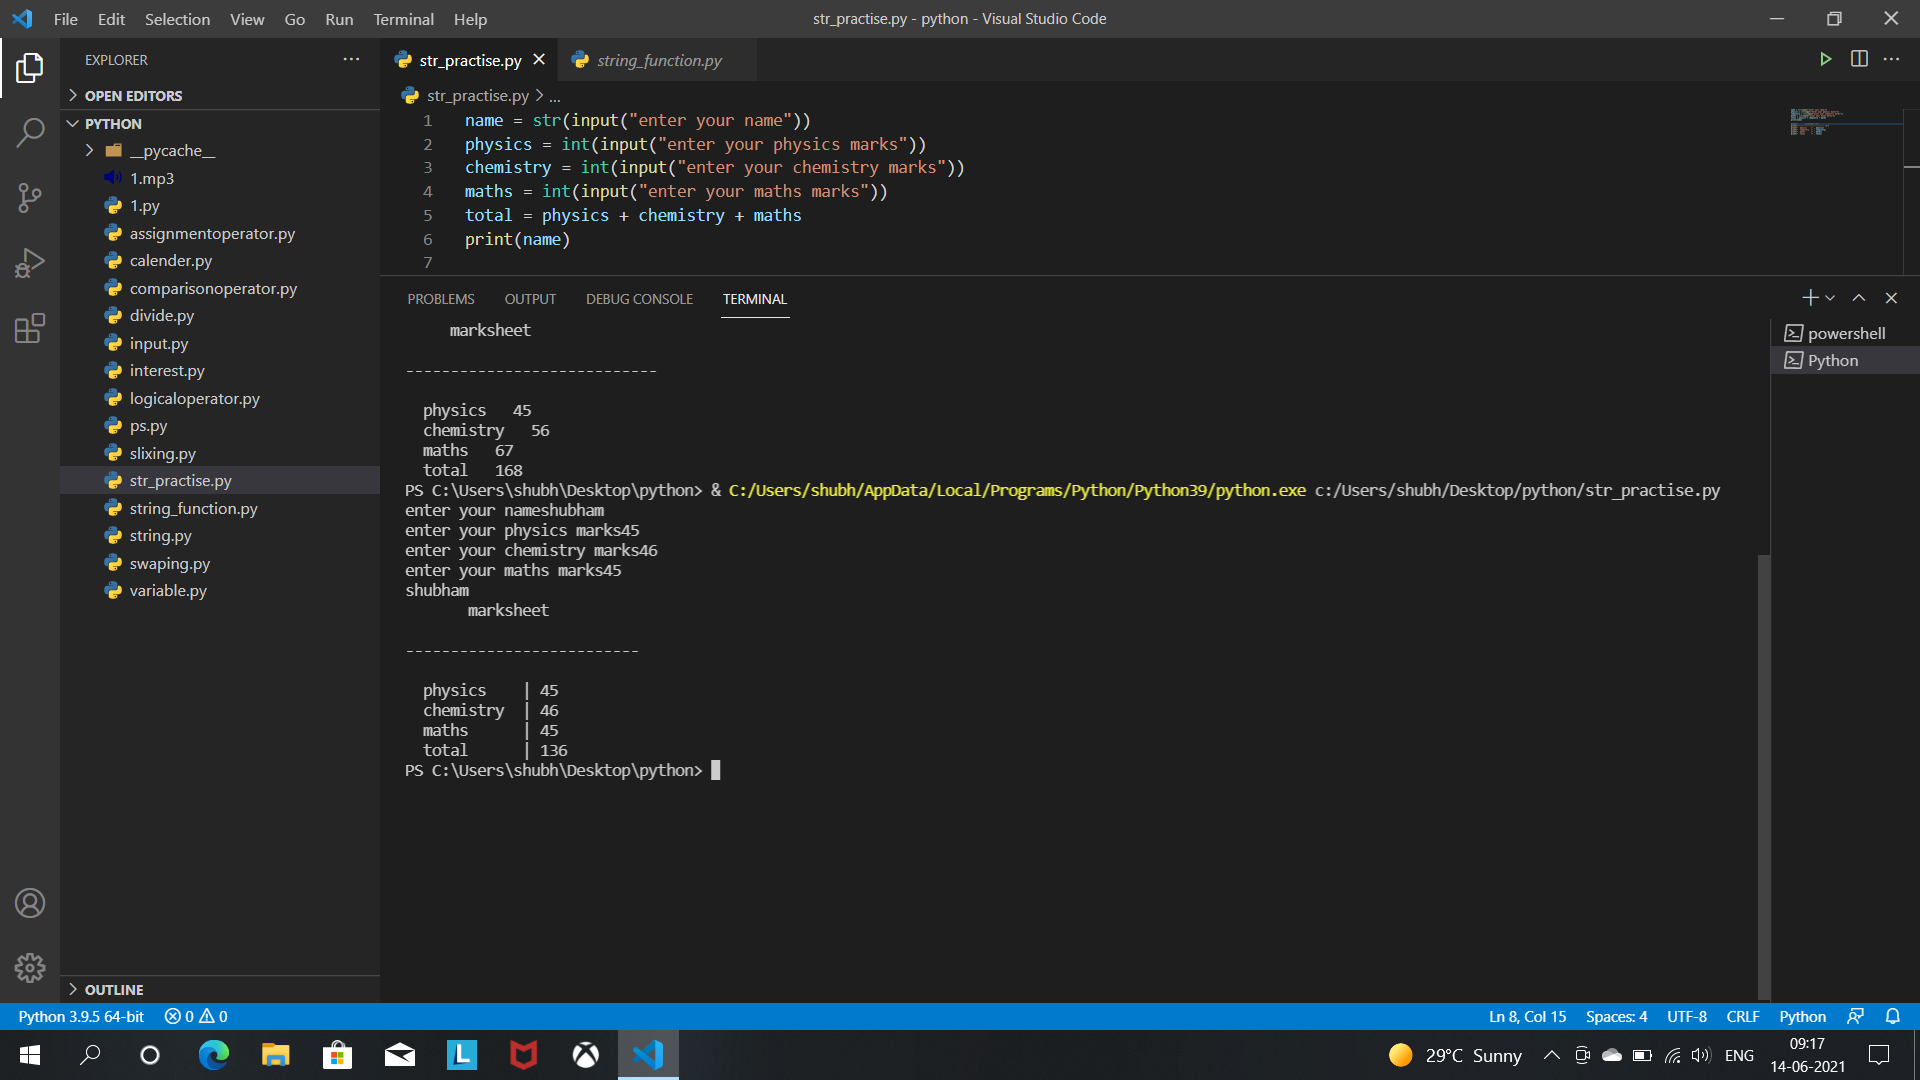 File Edit Selection View Go Run Terminal Help
str_practise.py - python - Visual Studio Code
EXPLORER
OPEN EDITORS
PYTHON
__pycache__
1.mp3
1.py
assignmentoperator.py
calender.py
comparisonoperator.py
divide.py
input.py
interest.py
logicaloperator.py
ps.py
slixing.py
str_practise.py
string_function.py
string.py
swaping.py
variable.py
OUTLINE
str_practise.py
string_function.py
str_practise.py > ...
1 name = str(input("enter your name"))
2 physics = int(input("enter your physics marks"))
3 chemistry = int(input("enter your chemistry marks"))
4 maths = int(input("enter your maths marks"))
5 total = physics + chemistry + maths
6 print(name)
7
PROBLEMS OUTPUT DEBUG CONSOLE TERMINAL
powershell
Python
marksheet
----------------------------
physics 45
chemistry 56
maths 67
total 168
PS C:\Users\shubh\Desktop\python> & C:/Users/shubh/AppData/Local/Programs/Python/Python39/python.exe c:/Users/shubh/Desktop/python/str_practise.py
enter your nameshubham
enter your physics marks45
enter your chemistry marks46
enter your maths marks45
shubham
marksheet
--------------------------
physics | 45
chemistry | 46
maths | 45
total | 136
PS C:\Users\shubh\Desktop\python>
Python 3.9.5 64-bit 0 0
Ln 8, Col 15 Spaces: 4 UTF-8 CRLF Python
L
29°C Sunny
ENG
09:17
14-06-2021